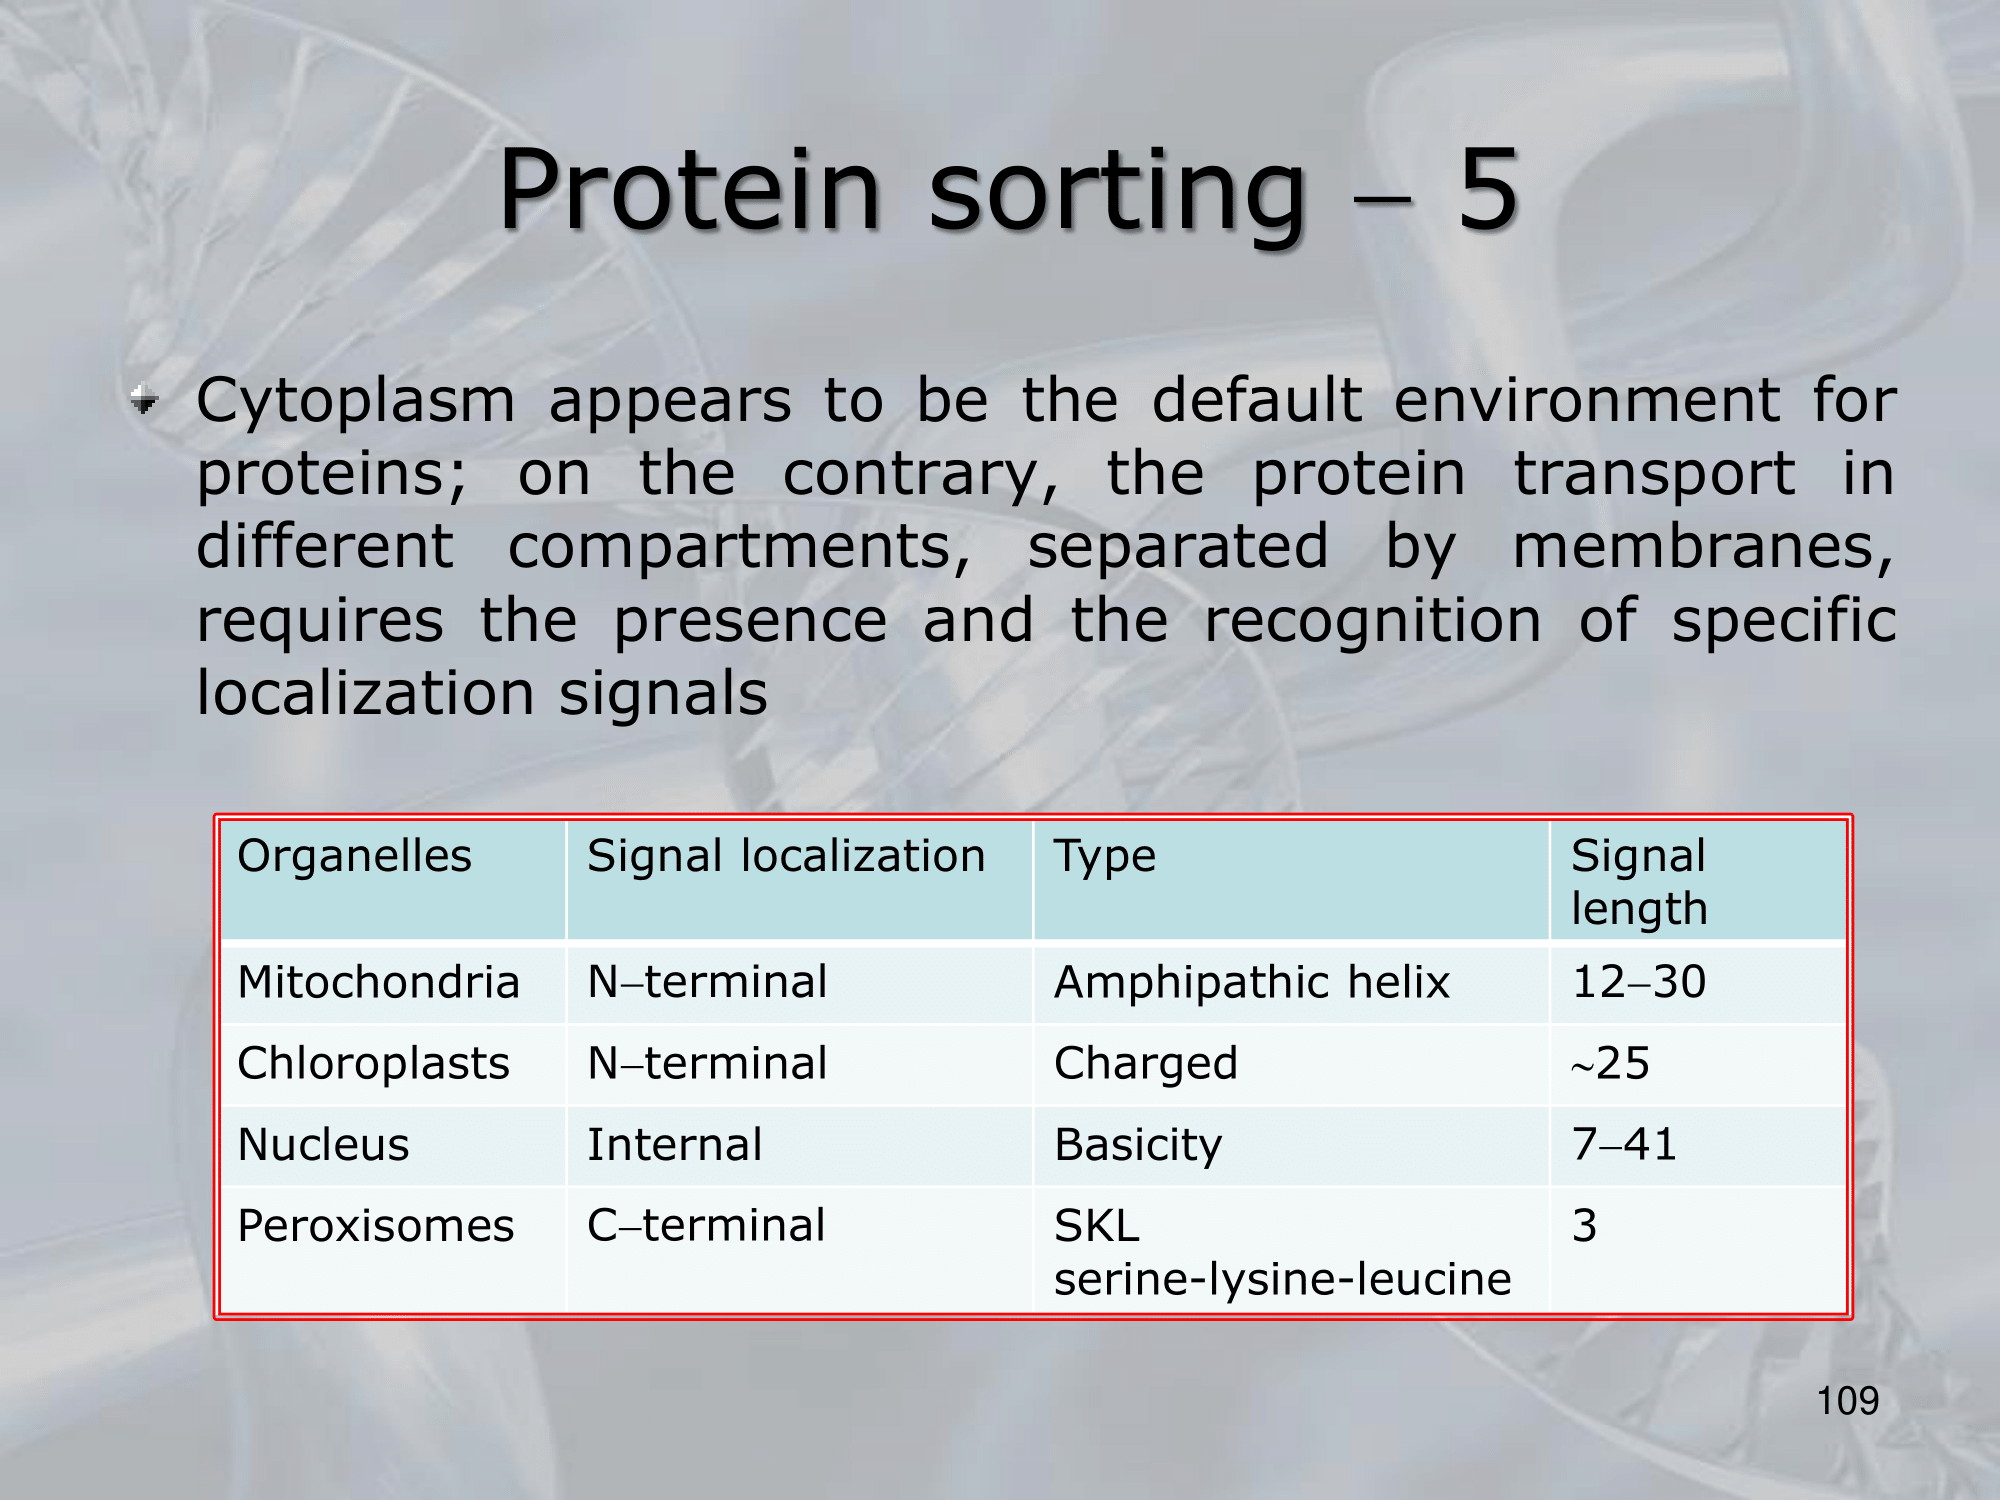 Protein sorting – 5
Cytoplasm appears to be the default environment for
proteins; on the contrary, the protein transport in
different compartments, separated by membranes,
requires the presence and the recognition of specific
localization signals
Organelles Signal localization Type Signal
length
Mitochondria N–terminal Amphipathic helix 12–30
Chloroplasts N–terminal Charged ~25
Nucleus Internal Basicity 7–41
Peroxisomes C–terminal SKL 3
serine-lysine-leucine
109